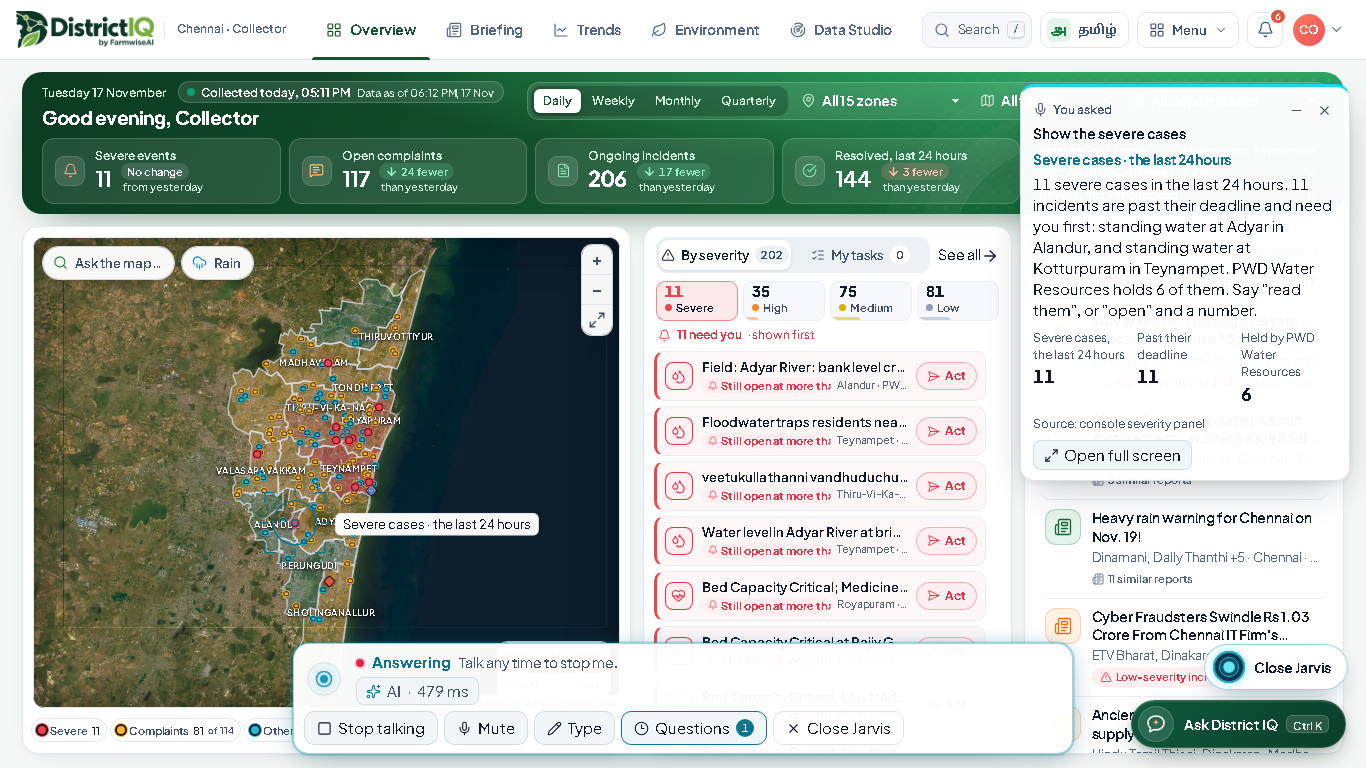 DistrictIQ
by FarmwiseAI
Chennai · Collector
Overview
Briefing
Trends
Environment
Data Studio
Search /
அ தமிழ்
Menu
6
CO
Tuesday 17 November
Collected today, 05:11 PM Data as of 06:12 PM, 17 Nov
Good evening, Collector
Daily Weekly Monthly Quarterly
All 15 zones
Severe events
11 No change
from yesterday
Open complaints
117 ↓ 24 fewer
than yesterday
Ongoing incidents
206 ↓ 17 fewer
than yesterday
Resolved, last 24 hours
144 ↓ 3 fewer
than yesterday
You asked
Show the severe cases
Severe cases · the last 24 hours
11 severe cases in the last 24 hours. 11
incidents are past their deadline and need
you first: standing water at Adyar in
Alandur, and standing water at
Kotturpuram in Teynampet. PWD Water
Resources holds 6 of them. Say "read
them", or "open" and a number.
Severe cases,
the last 24 hours
11
Past their
deadline
11
Held by PWD
Water
Resources
6
Source: console severity panel
Open full screen
Ask the map...
Rain
+
−
THIRUVOTTIYUR
MADHAV AM
TONDIARPET
THIRU-VI-KA-NAG
ROYAPURAM
VALASARAVAKKAM
TEYNAMPET
ALANDU
ADY
Severe cases · the last 24 hours
PERUNGUDI
SHOLINGANALLUR
Severe 11
Complaints 81 of 114
Other
By severity 202
My tasks 0
See all →
11
Severe
35
High
75
Medium
81
Low
11 need you · shown first
Field: Adyar River: bank level cr...
Still open at more tha Alandur · PW...
Act
Floodwater traps residents nea...
Still open at more tha Teynampet · ...
Act
veetukulla thanni vandhuduchu...
Still open at more tha Thiru-Vi-Ka-...
Act
Water level in Adyar River at bri...
Still open at more tha Teynampet · ...
Act
Bed Capacity Critical; Medicine...
Still open at more tha Royapuram · ...
Act
Bed Capacity Critical at Rajiv G
3 similar reports
Heavy rain warning for Chennai on
Nov. 19!
Dinamani, Daily Thanthi +5 · Chennai · ...
11 similar reports
Cyber Fraudsters Swindle Rs 1.03
Crore From Chennai IT Firm's...
ETV Bharat, Dinakar
Low-severity inci
Ancien
supply
Answering Talk any time to stop me.
AI · 479 ms
Stop talking
Mute
Type
Questions 1
Close Jarvis
Close Jarvis
Ask District IQ Ctrl K